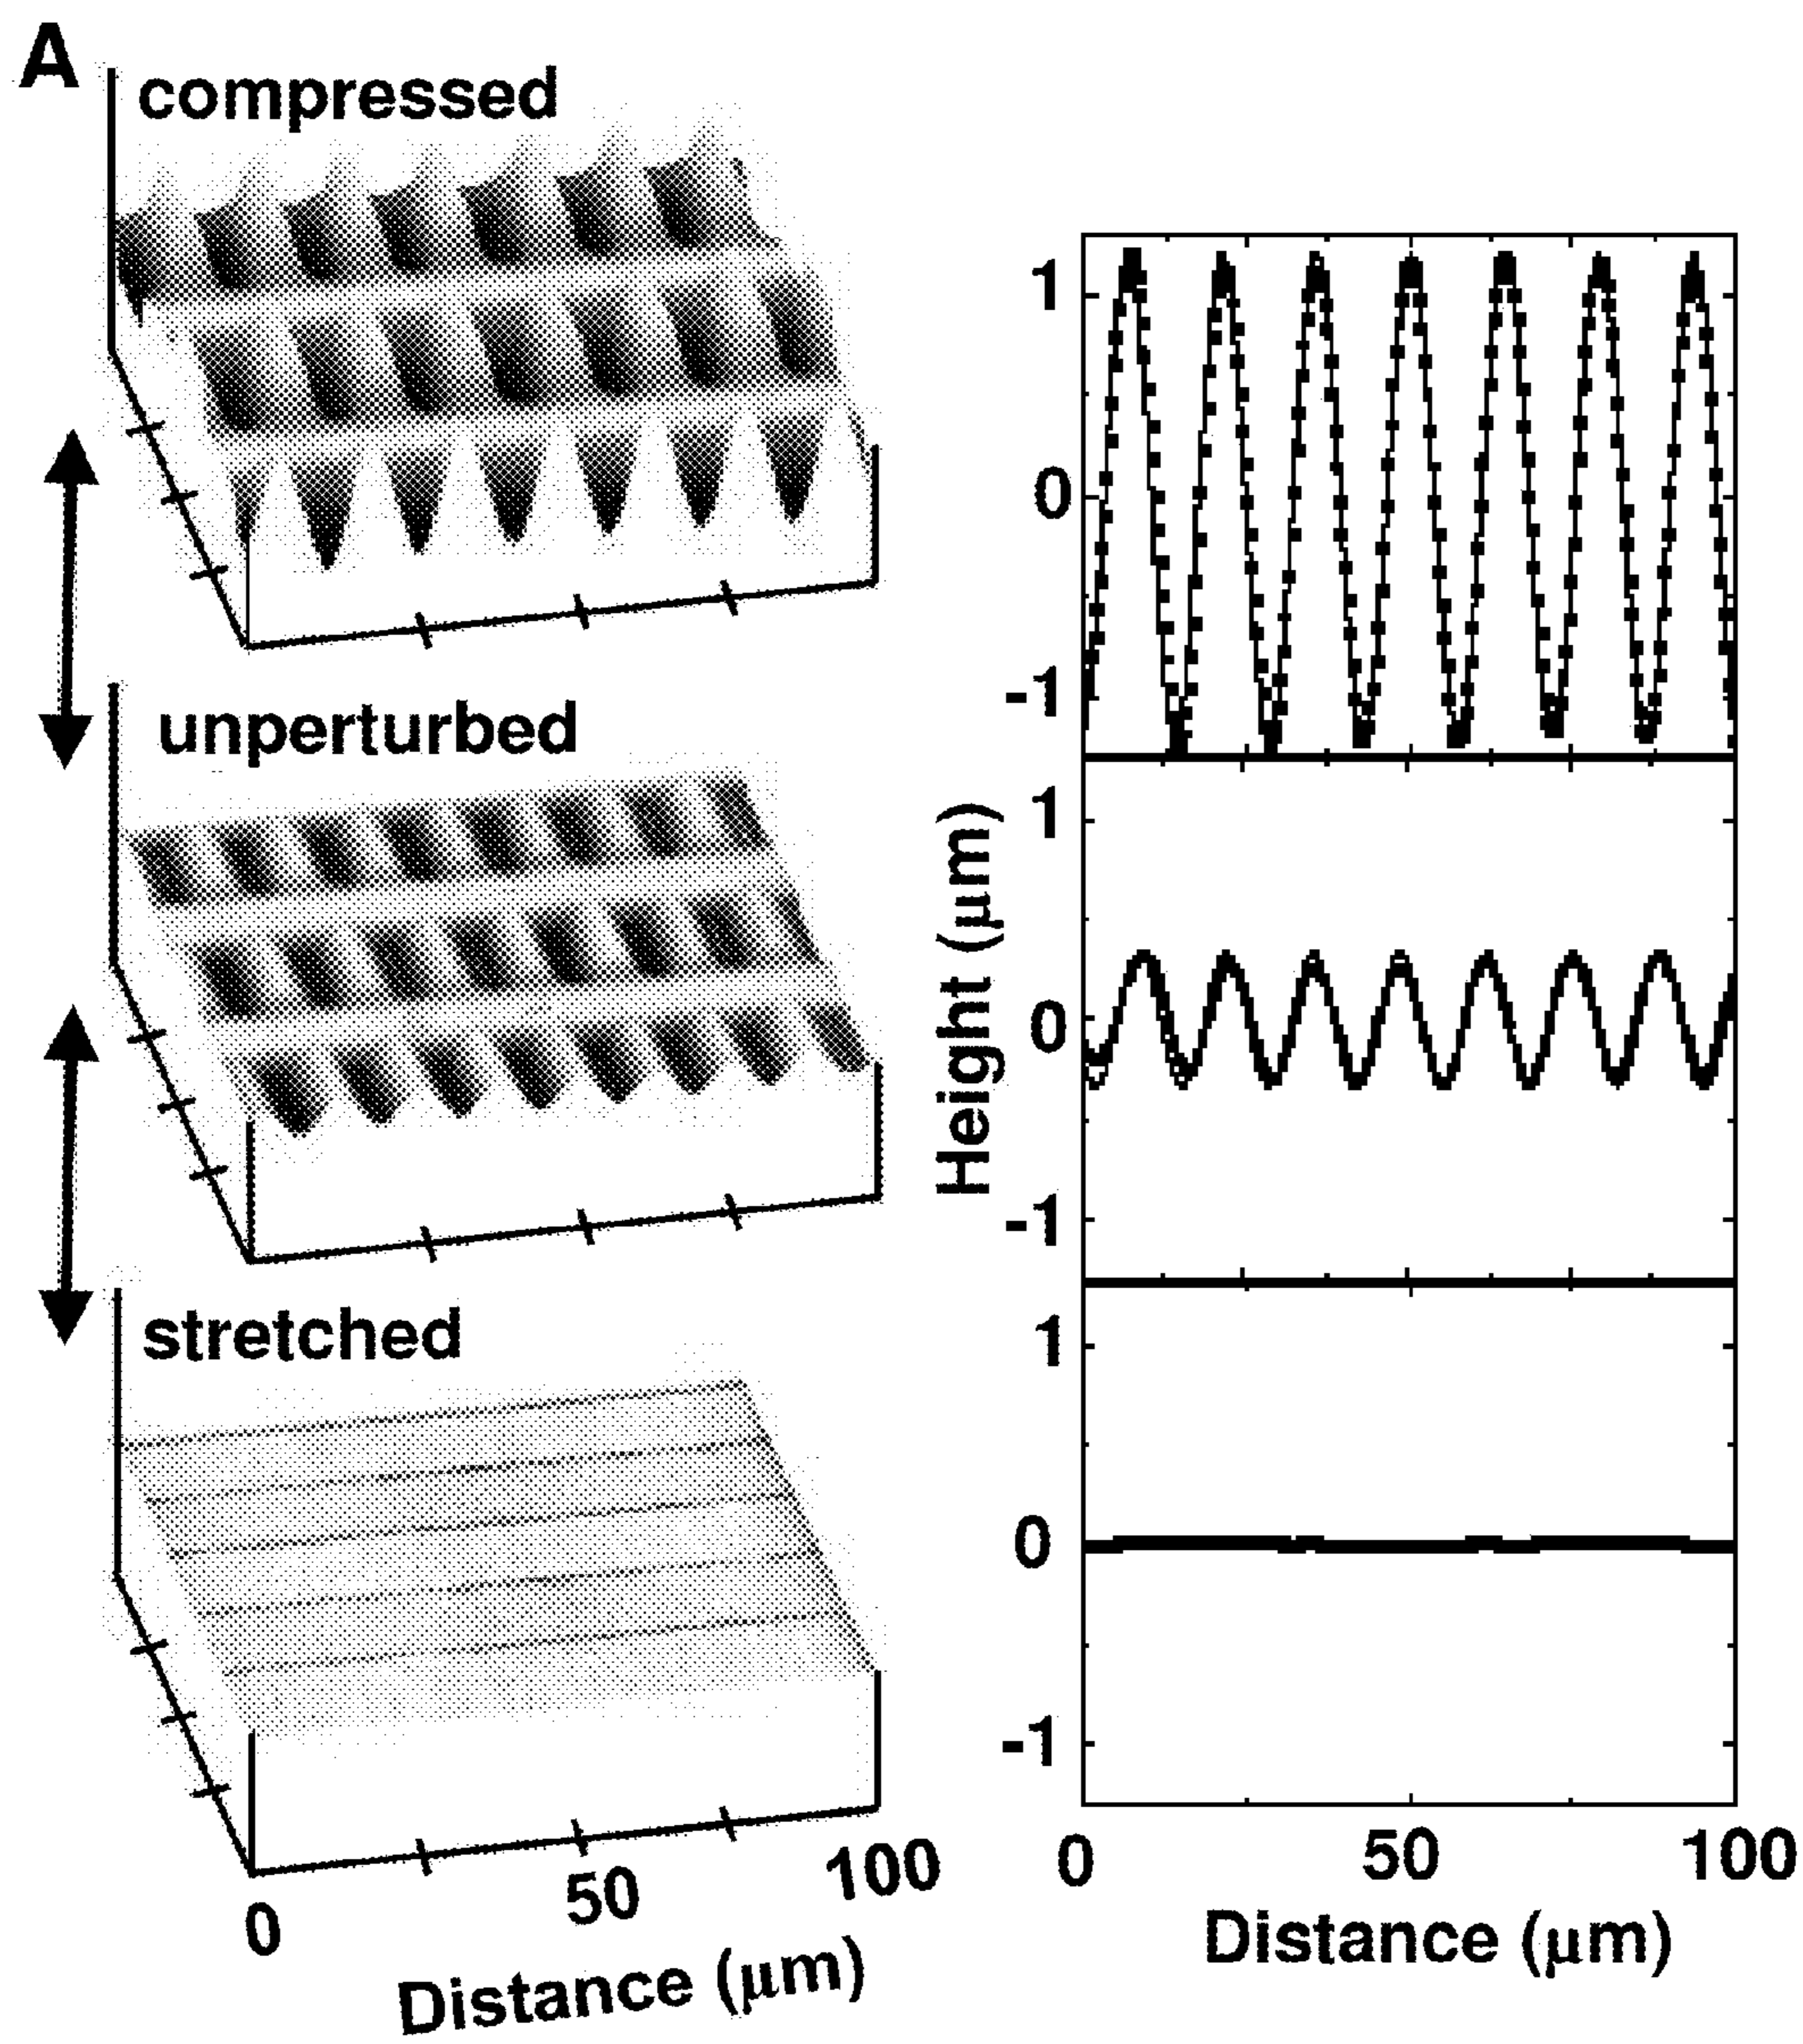 A
compressed
unperturbed
stretched
0
50
100
Distance (μm)
Height (μm)
1
0
-1
1
0
-1
1
0
-1
0
50
100
Distance (μm)